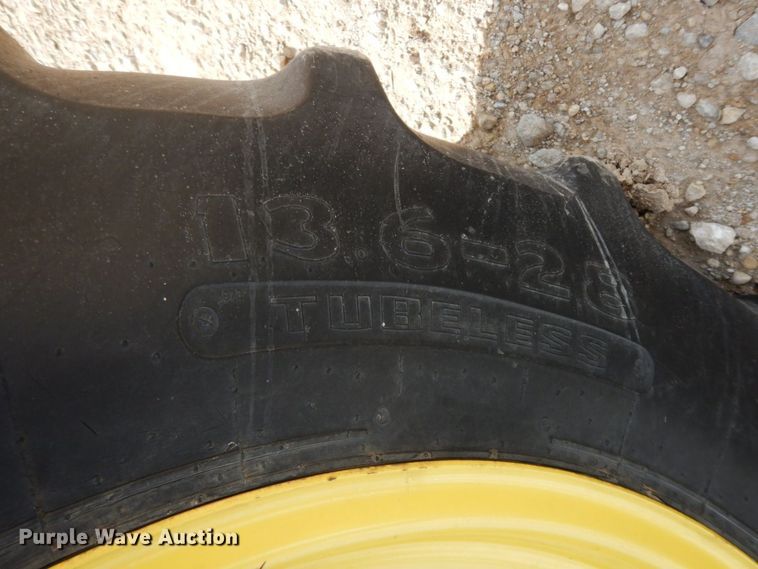 13.6-28
TUBELESS
Purple Wave Auction